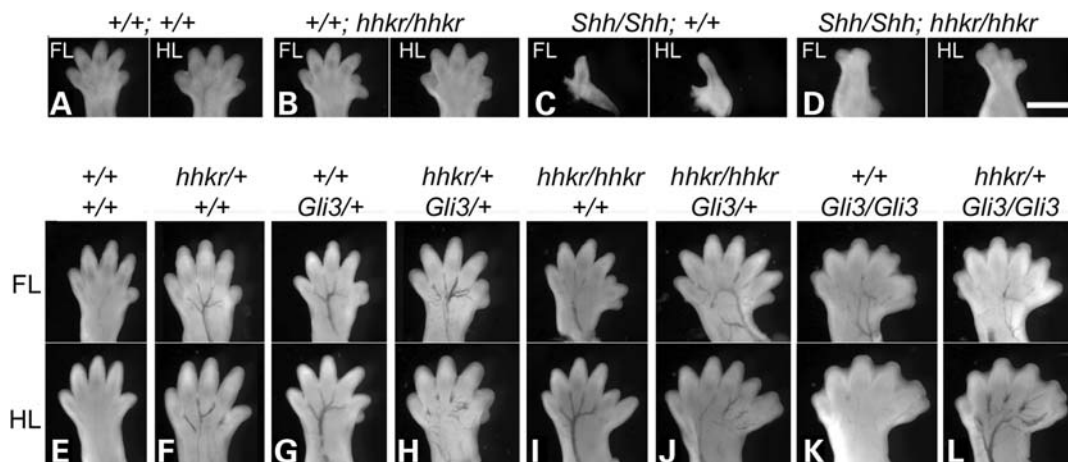 +/+; +/+ +/+; hhkr/hhkr Shh/Shh; +/+ Shh/Shh; hhkr/hhkr
FL HL FL HL FL HL FL HL
A B C D
+/+ hhkr/+ +/+ hhkr/+ hhkr/hhkr hhkr/hhkr +/+ hhkr/+
+/+ +/+ Gli3/+ Gli3/+ +/+ Gli3/+ Gli3/Gli3 Gli3/Gli3
FL
HL
E F G H I J K L